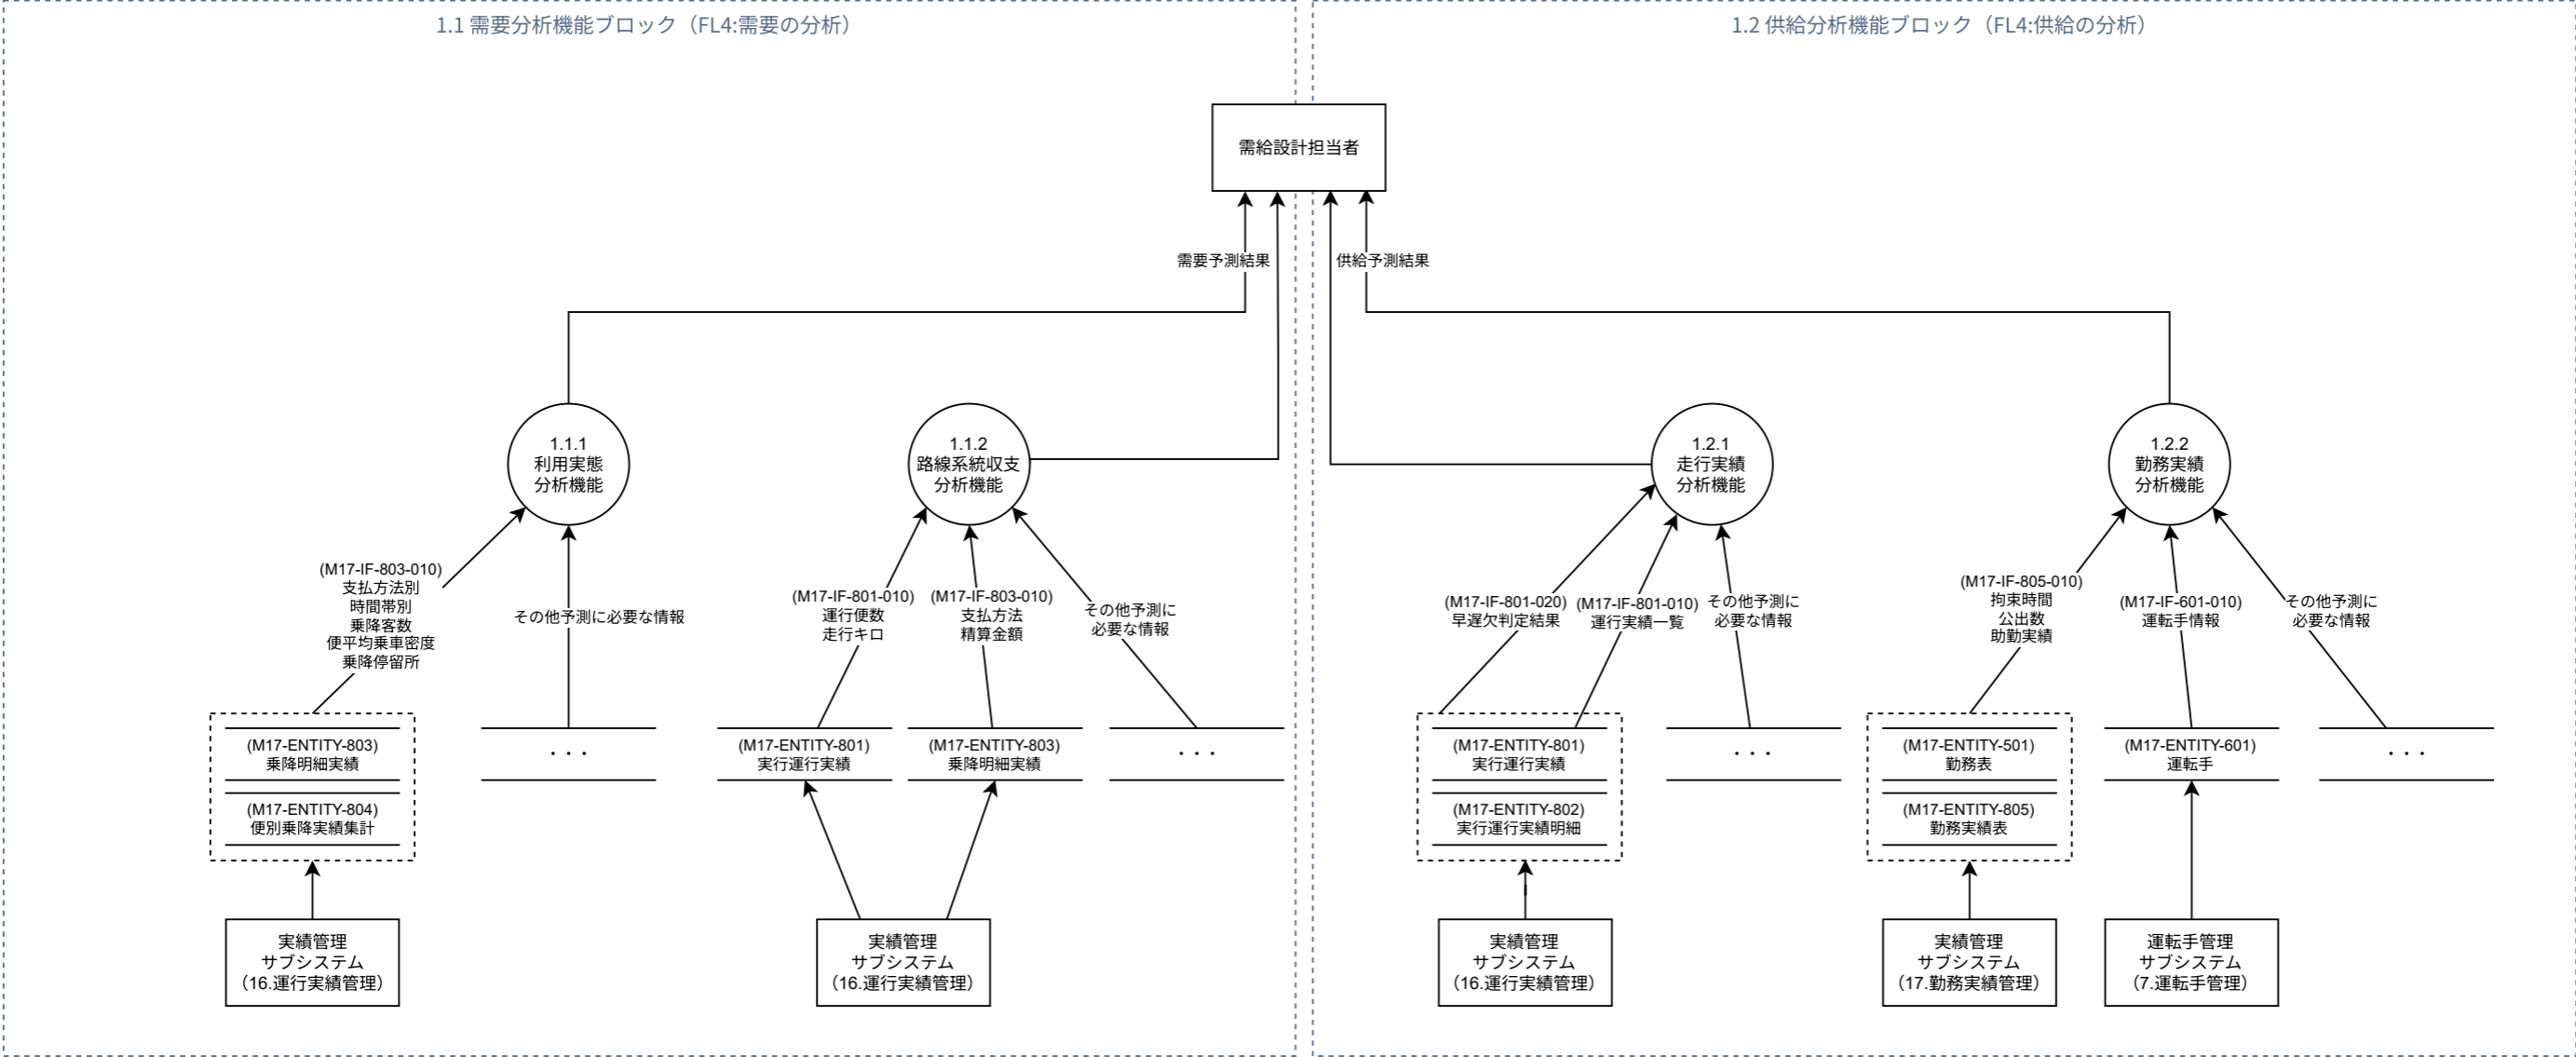 1.1 需要分析機能ブロック（FL4:需要の分析）
1.2 供給分析機能ブロック（FL4:供給の分析）
需給設計担当者
需要予測結果
供給予測結果
1.1.1
利用実態
分析機能
1.1.2
路線系統収支
分析機能
1.2.1
走行実績
分析機能
1.2.2
勤務実績
分析機能
(M17-IF-803-010)
支払方法別
時間帯別
乗降客数
便平均乗車密度
乗降停留所
その他予測に必要な情報
(M17-IF-801-010)
運行便数
走行キロ
(M17-IF-803-010)
支払方法
精算金額
その他予測に
必要な情報
(M17-IF-801-020)
早遅欠判定結果
(M17-IF-801-010)
運行実績一覧
その他予測に
必要な情報
(M17-IF-805-010)
拘束時間
公出数
助勤実績
(M17-IF-601-010)
運転手情報
その他予測に
必要な情報
(M17-ENTITY-803)
乗降明細実績
(M17-ENTITY-804)
便別乗降実績集計
・・・
(M17-ENTITY-801)
実行運行実績
(M17-ENTITY-803)
乗降明細実績
・・・
(M17-ENTITY-801)
実行運行実績
(M17-ENTITY-802)
実行運行実績明細
・・・
(M17-ENTITY-501)
勤務表
(M17-ENTITY-805)
勤務実績表
(M17-ENTITY-601)
運転手
・・・
実績管理
サブシステム
（16.運行実績管理）
実績管理
サブシステム
（16.運行実績管理）
実績管理
サブシステム
（16.運行実績管理）
実績管理
サブシステム
（17.勤務実績管理）
運転手管理
サブシステム
（7.運転手管理）